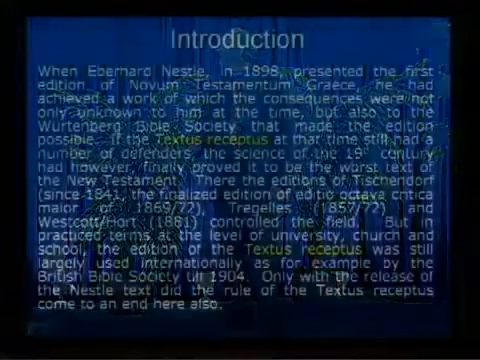 Introduction
When Eberhard Nestle, in 1898, presented the first
edition of Novum Testamentum Graece, he had
achieved a work of which the consequences were not
only unknown to him at the time, but also to the
Wurtenberg Bible Society that made the edition
possible. If the Textus receptus at that time still had a
number of defenders, the science of the 19th century
had however, finally proved it to be the worst text of
the New Testament. There the editions of Tischendorf
(since 1841, the finalized edition of editio octava critica
maior of 1869/72), Tregelles (1857/72) and
Westcott/Hort (1881) controlled the field. But in
practiced terms at the level of university, church and
school, the edition of the Textus receptus was still
largely used internationally as for example by the
British Bible Society till 1904. Only with the release of
the Nestle text did the rule of the Textus receptus
come to an end here also.